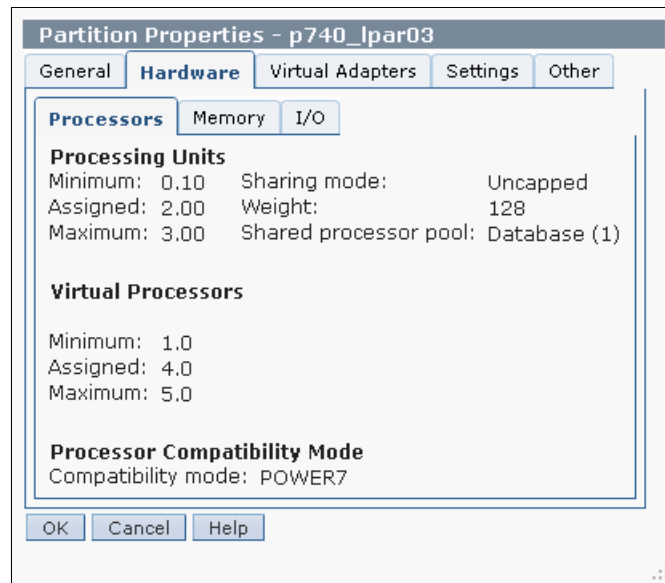 Partition Properties - p740_lpar03
General Hardware Virtual Adapters Settings Other
Processors Memory I/O
Processing Units
Minimum: 0.10 Sharing mode: Uncapped
Assigned: 2.00 Weight: 128
Maximum: 3.00 Shared processor pool: Database (1)
Virtual Processors
Minimum: 1.0
Assigned: 4.0
Maximum: 5.0
Processor Compatibility Mode
Compatibility mode: POWER7
OK Cancel Help